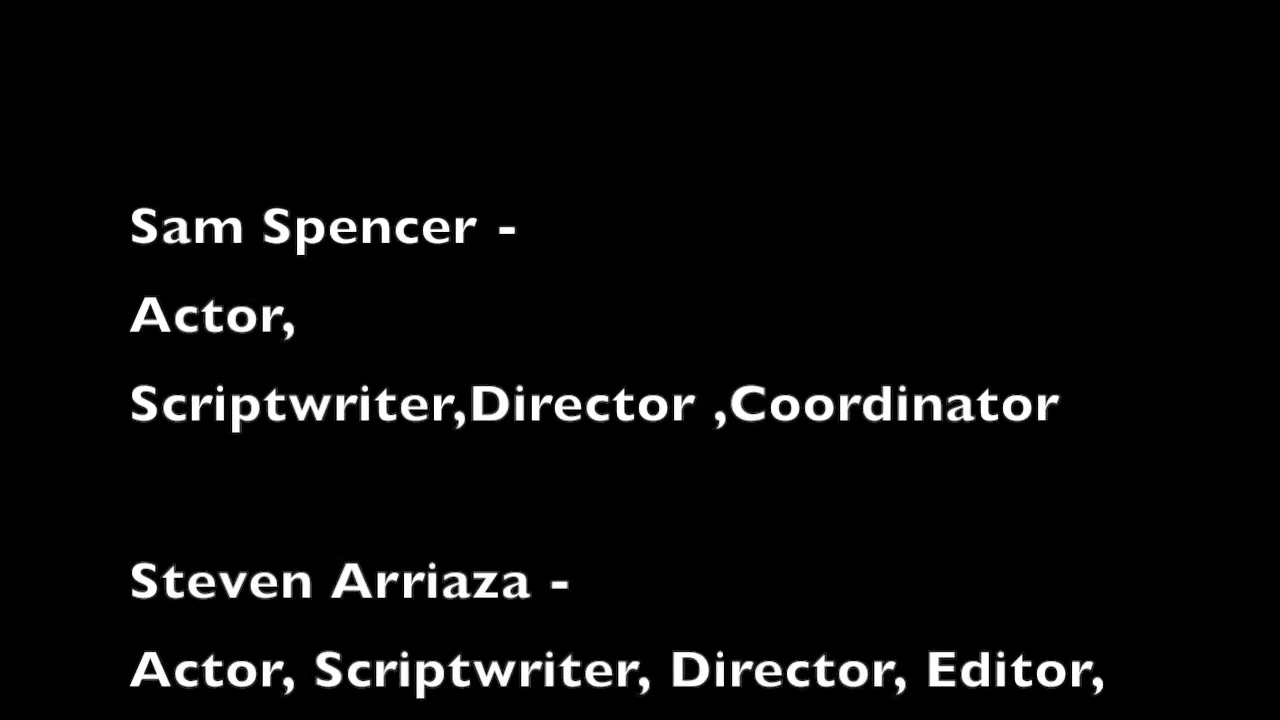 Sam Spencer -
Actor,
Scriptwriter,Director ,Coordinator
Steven Arriaza -
Actor, Scriptwriter, Director, Editor,